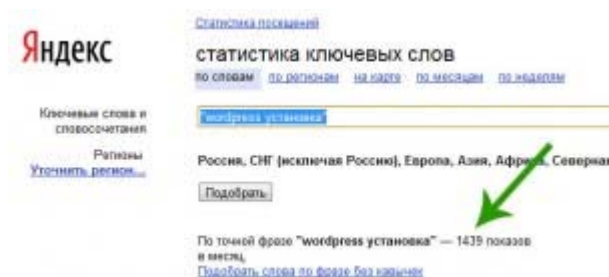 Статистика посещений
Яндекс
статистика ключевых слов
по словам по регионам на карте по месяцам по неделям
Ключевые слова и
словосочетания
"wordpress установка"
Регионы
Уточнить регион...
Россия, СНГ (исключая Россию), Европа, Азия, Африка, Северная
Подобрать
По точной фразе "wordpress установка" — 1439 показов
в месяц.
Подобрать слова по фразе без кавычек